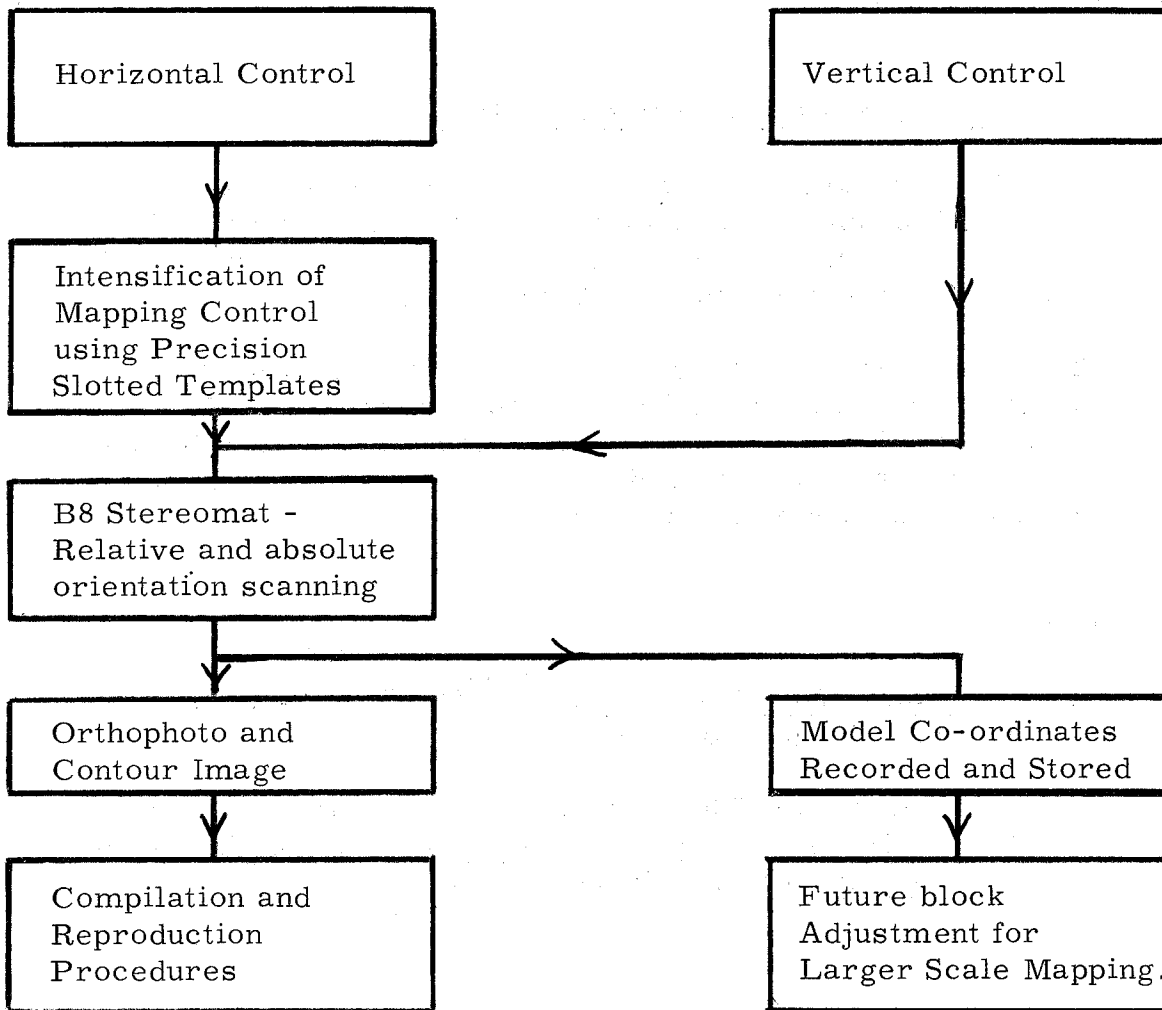 Horizontal Control
Vertical Control
Intensification of
Mapping Control
using Precision
Slotted Templates
B8 Stereomat -
Relative and absolute
orientation scanning
Orthophoto and
Contour Image
Model Co-ordinates
Recorded and Stored
Compilation and
Reproduction
Procedures
Future block
Adjustment for
Larger Scale Mapping.